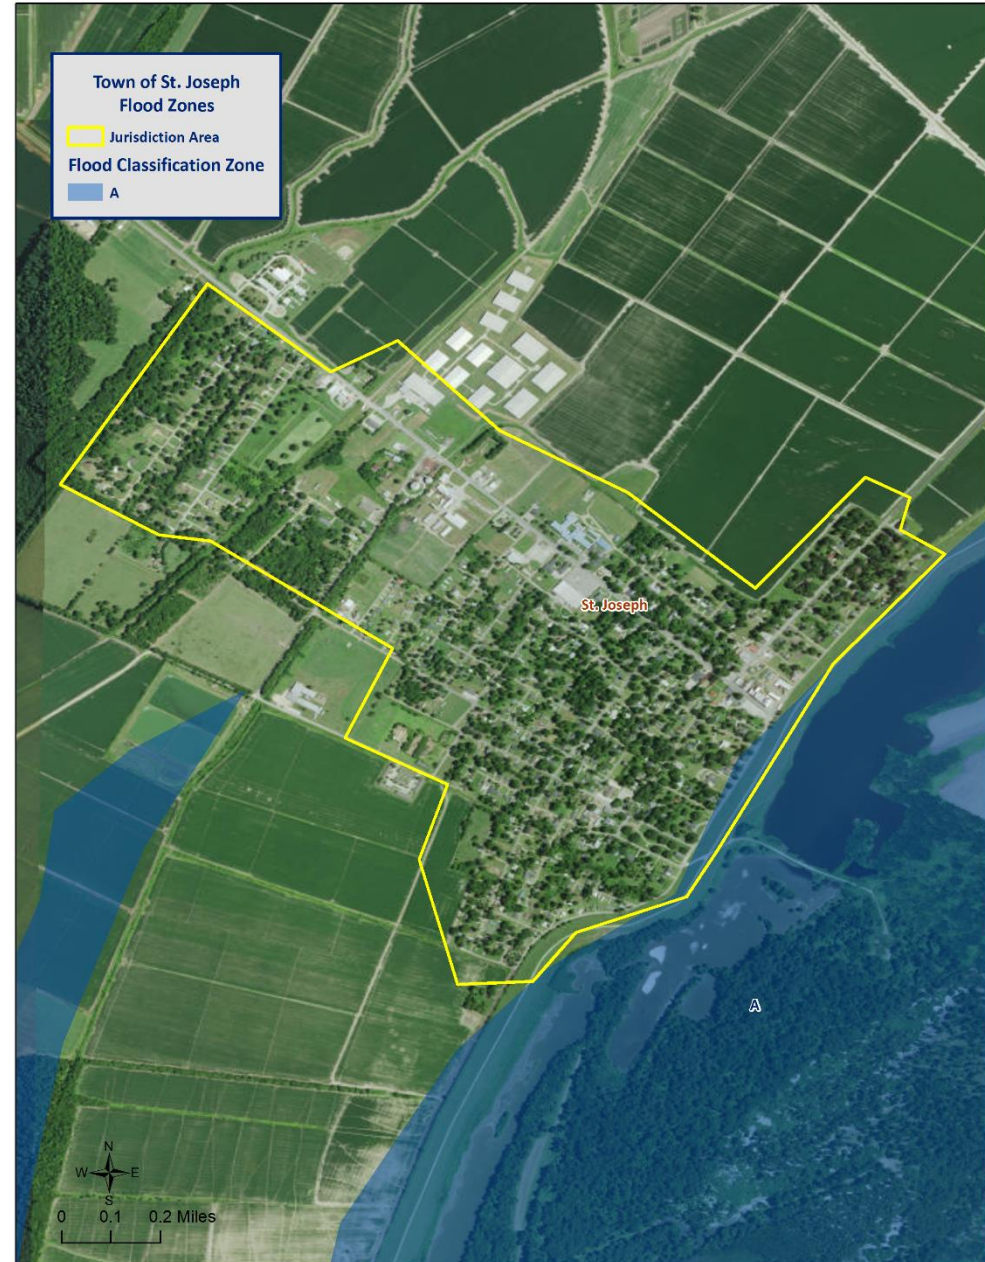 Town of St. Joseph
Flood Zones
Jurisdiction Area
Flood Classification Zone
A
St. Joseph
A
N
W E
S
0 0.1 0.2 Miles